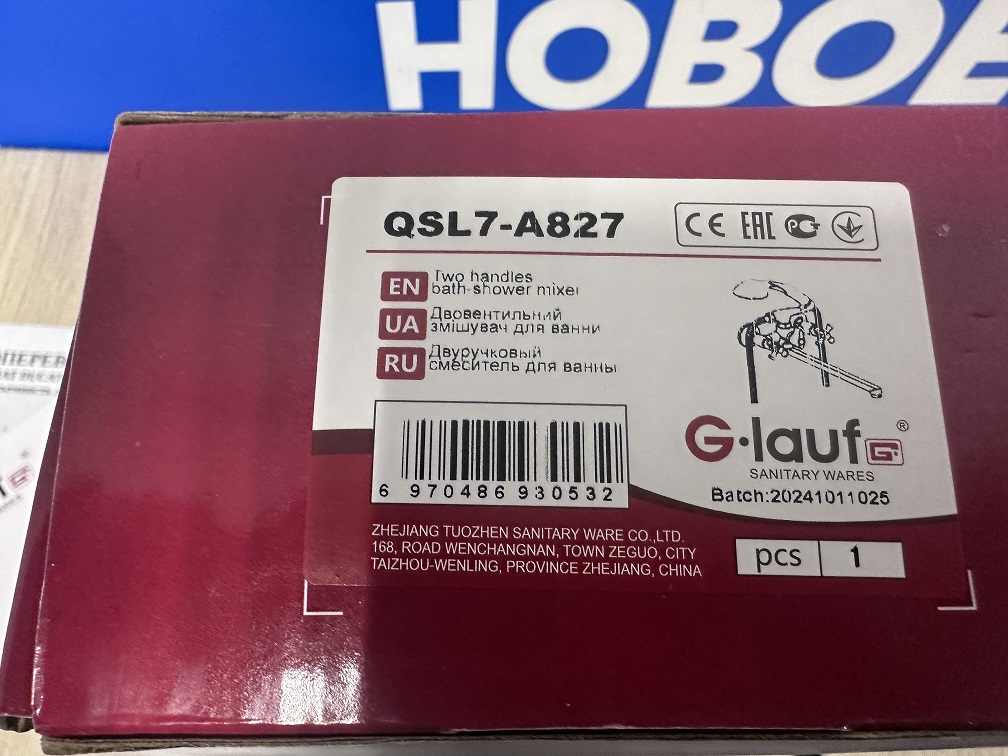 НОВОЕ
QSL7-A827
CE EAC PC
EN Two handles
bath-shower mixer
UA Двовентильний
змішувач для ванни
RU Двуручковый
смеситель для ванны
6 970486 930532
G·lauf G ®
SANITARY WARES
Batch:20241011025
ZHEJIANG TUOZHEN SANITARY WARE CO.,LTD.
168, ROAD WENCHANGNAN, TOWN ZEGUO, CITY
TAIZHOU-WENLING, PROVINCE ZHEJIANG, CHINA
pcs 1